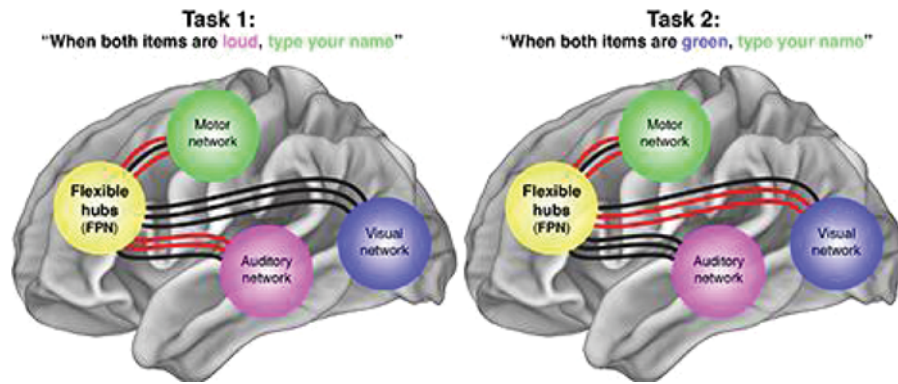 Task 1:
“When both items are loud, type your name”
Motor
network
Flexible
hubs
(FPN)
Visual
network
Auditory
network
Task 2:
“When both items are green, type your name”
Motor
network
Flexible
hubs
(FPN)
Visual
network
Auditory
network